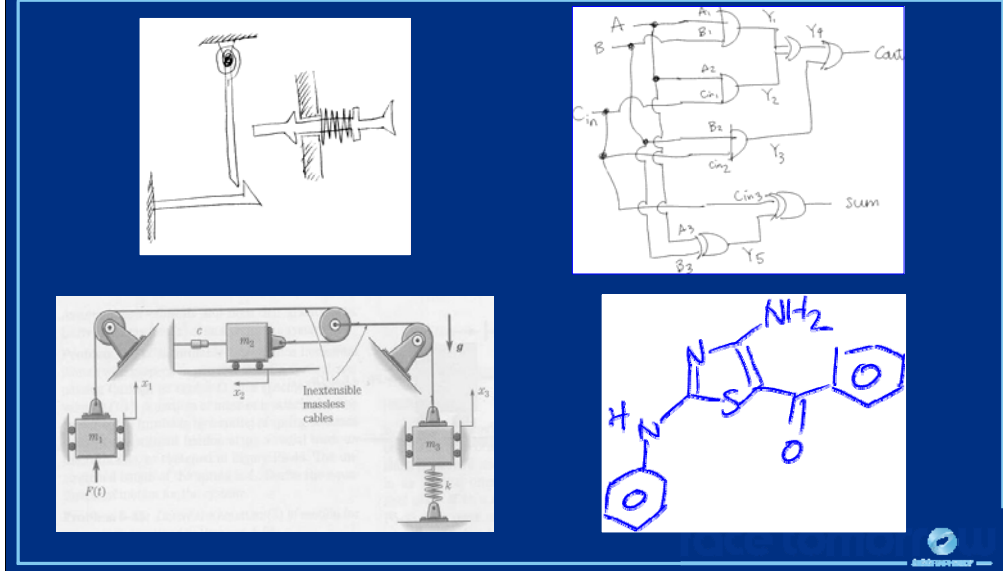 A
A1
Y1
B
B1
Y4
Cout
A2
Cin1
Y2
Cin
B2
Cin2
Y3
Cin3
sum
A3
B3
Y5
c
m2
g
x1
x2
x3
Inextensible
massless
cables
m1
m3
F(t)
k
NH2
N
S
H
N
O